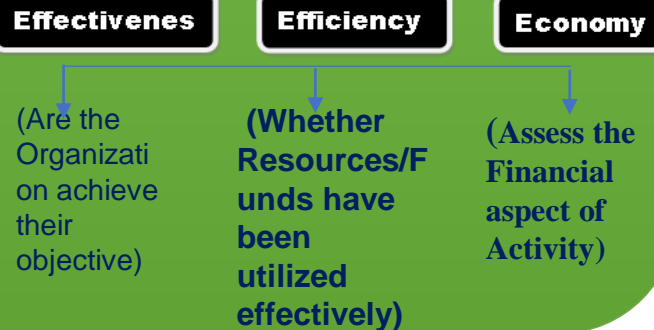 Effectivenes
Efficiency
Economy
(Are the
Organizati
on achieve
their
objective)
(Whether
Resources/F
unds have
been
utilized
effectively)
(Assess the
Financial
aspect of
Activity)